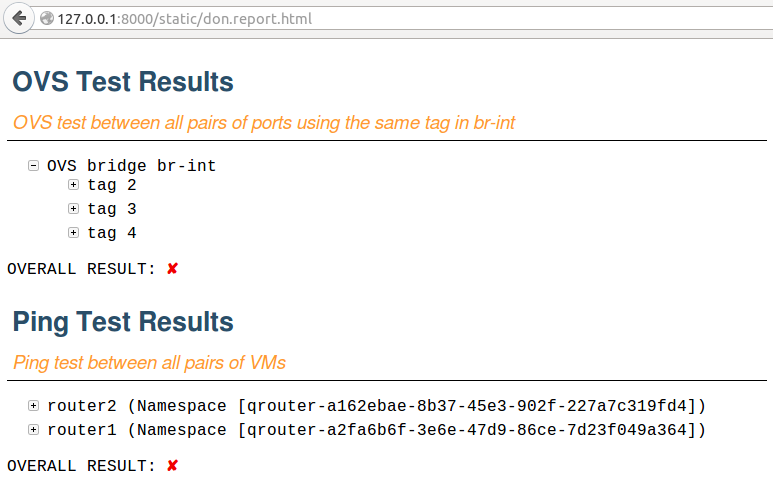 127.0.0.1:8000/static/don.report.html
OVS Test Results
OVS test between all pairs of ports using the same tag in br-int
OVS bridge br-int
tag 2
tag 3
tag 4
OVERALL RESULT: ✘
Ping Test Results
Ping test between all pairs of VMs
router2 (Namespace [qrouter-a162ebae-8b37-45e3-902f-227a7c319fd4])
router1 (Namespace [qrouter-a2fa6b6f-3e6e-47d9-86ce-7d23f049a364])
OVERALL RESULT: ✘